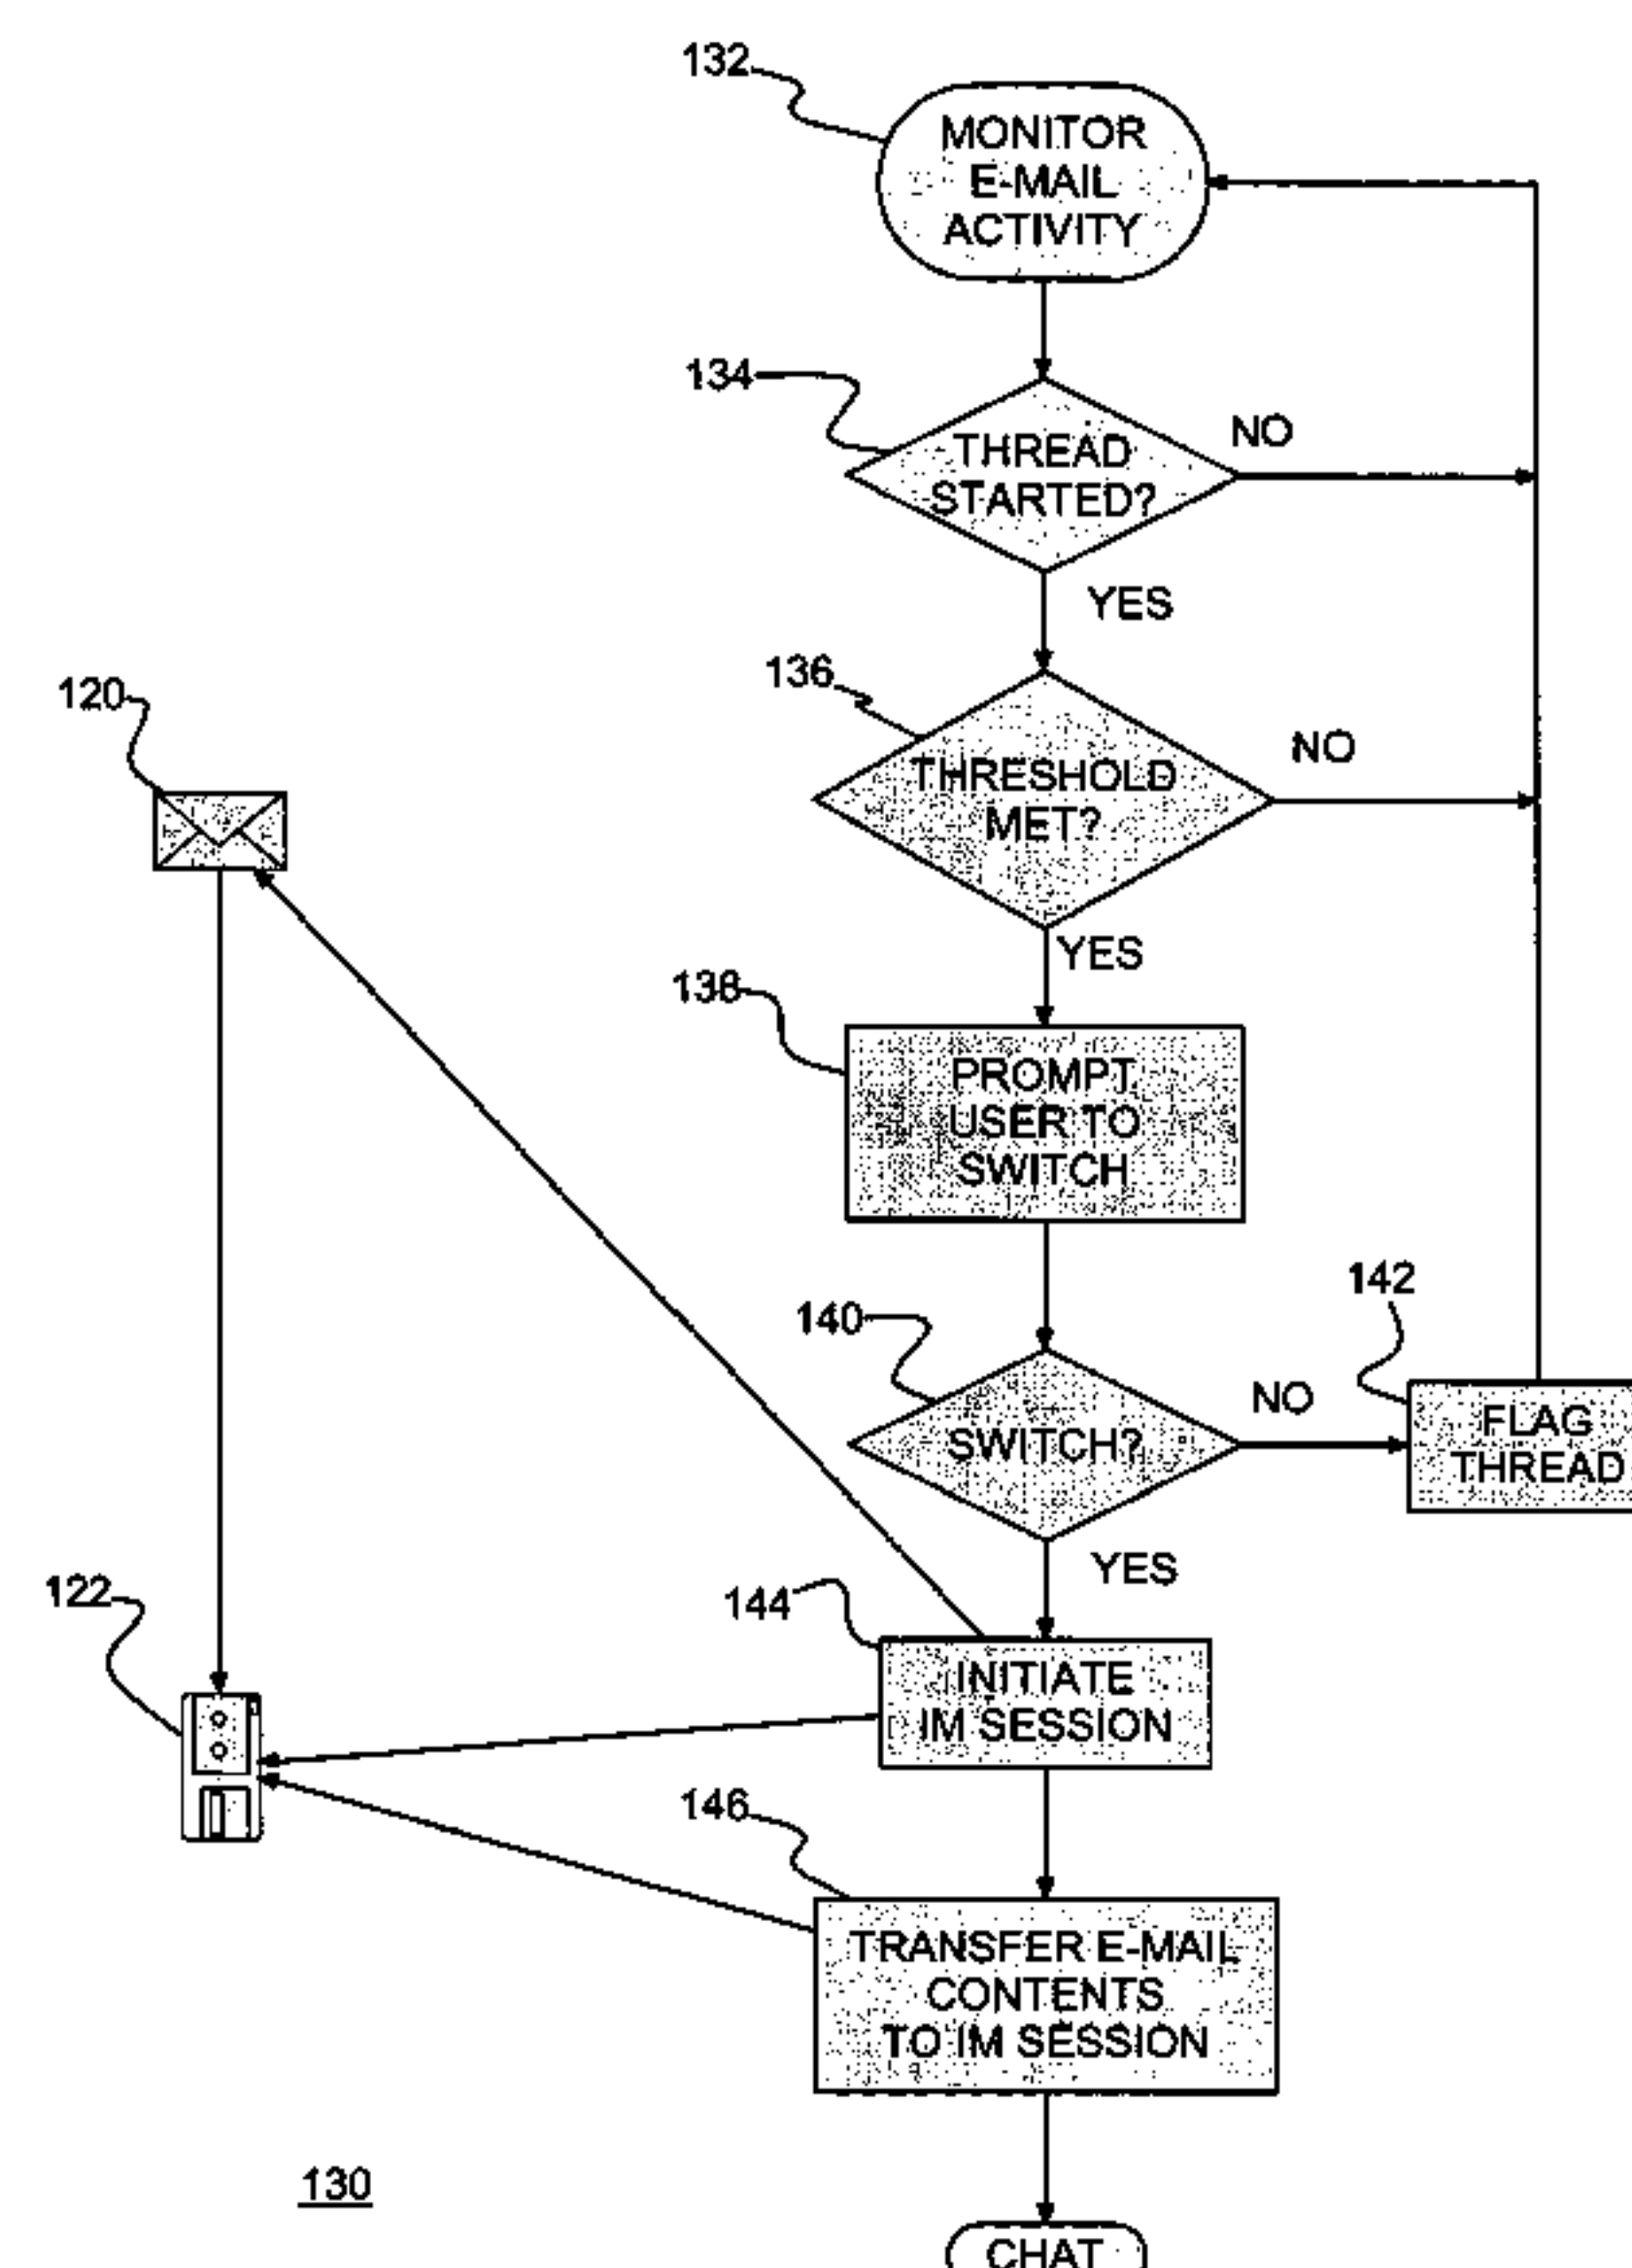 132
MONITOR
E-MAIL
ACTIVITY
134
THREAD
STARTED?
NO
YES
136
THRESHOLD
MET?
NO
120
YES
138
PROMPT
USER TO
SWITCH
142
140
SWITCH?
NO
FLAG
THREAD
YES
122
144
INITIATE
IM SESSION
146
TRANSFER E-MAIL
CONTENTS
TO IM SESSION
130
CHAT